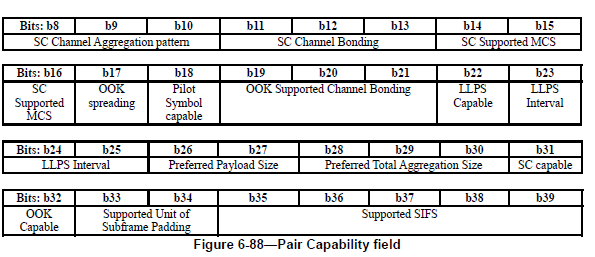 Bits: b8 b9 b10 b11 b12 b13 b14 b15
SC Channel Aggregation pattern SC Channel Bonding SC Supported MCS
Bits: b16 b17 b18 b19 b20 b21 b22 b23
SC OOK Pilot OOK Supported Channel Bonding LLPS LLPS
Supported spreading Symbol Capable Interval
MCS capable
Bits: b24 b25 b26 b27 b28 b29 b30 b31
LLPS Interval Preferred Payload Size Preferred Total Aggregation Size SC capable
Bits: b32 b33 b34 b35 b36 b37 b38 b39
OOK Supported Unit of Supported SIFS
Capable Subframe Padding
Figure 6-88—Pair Capability field